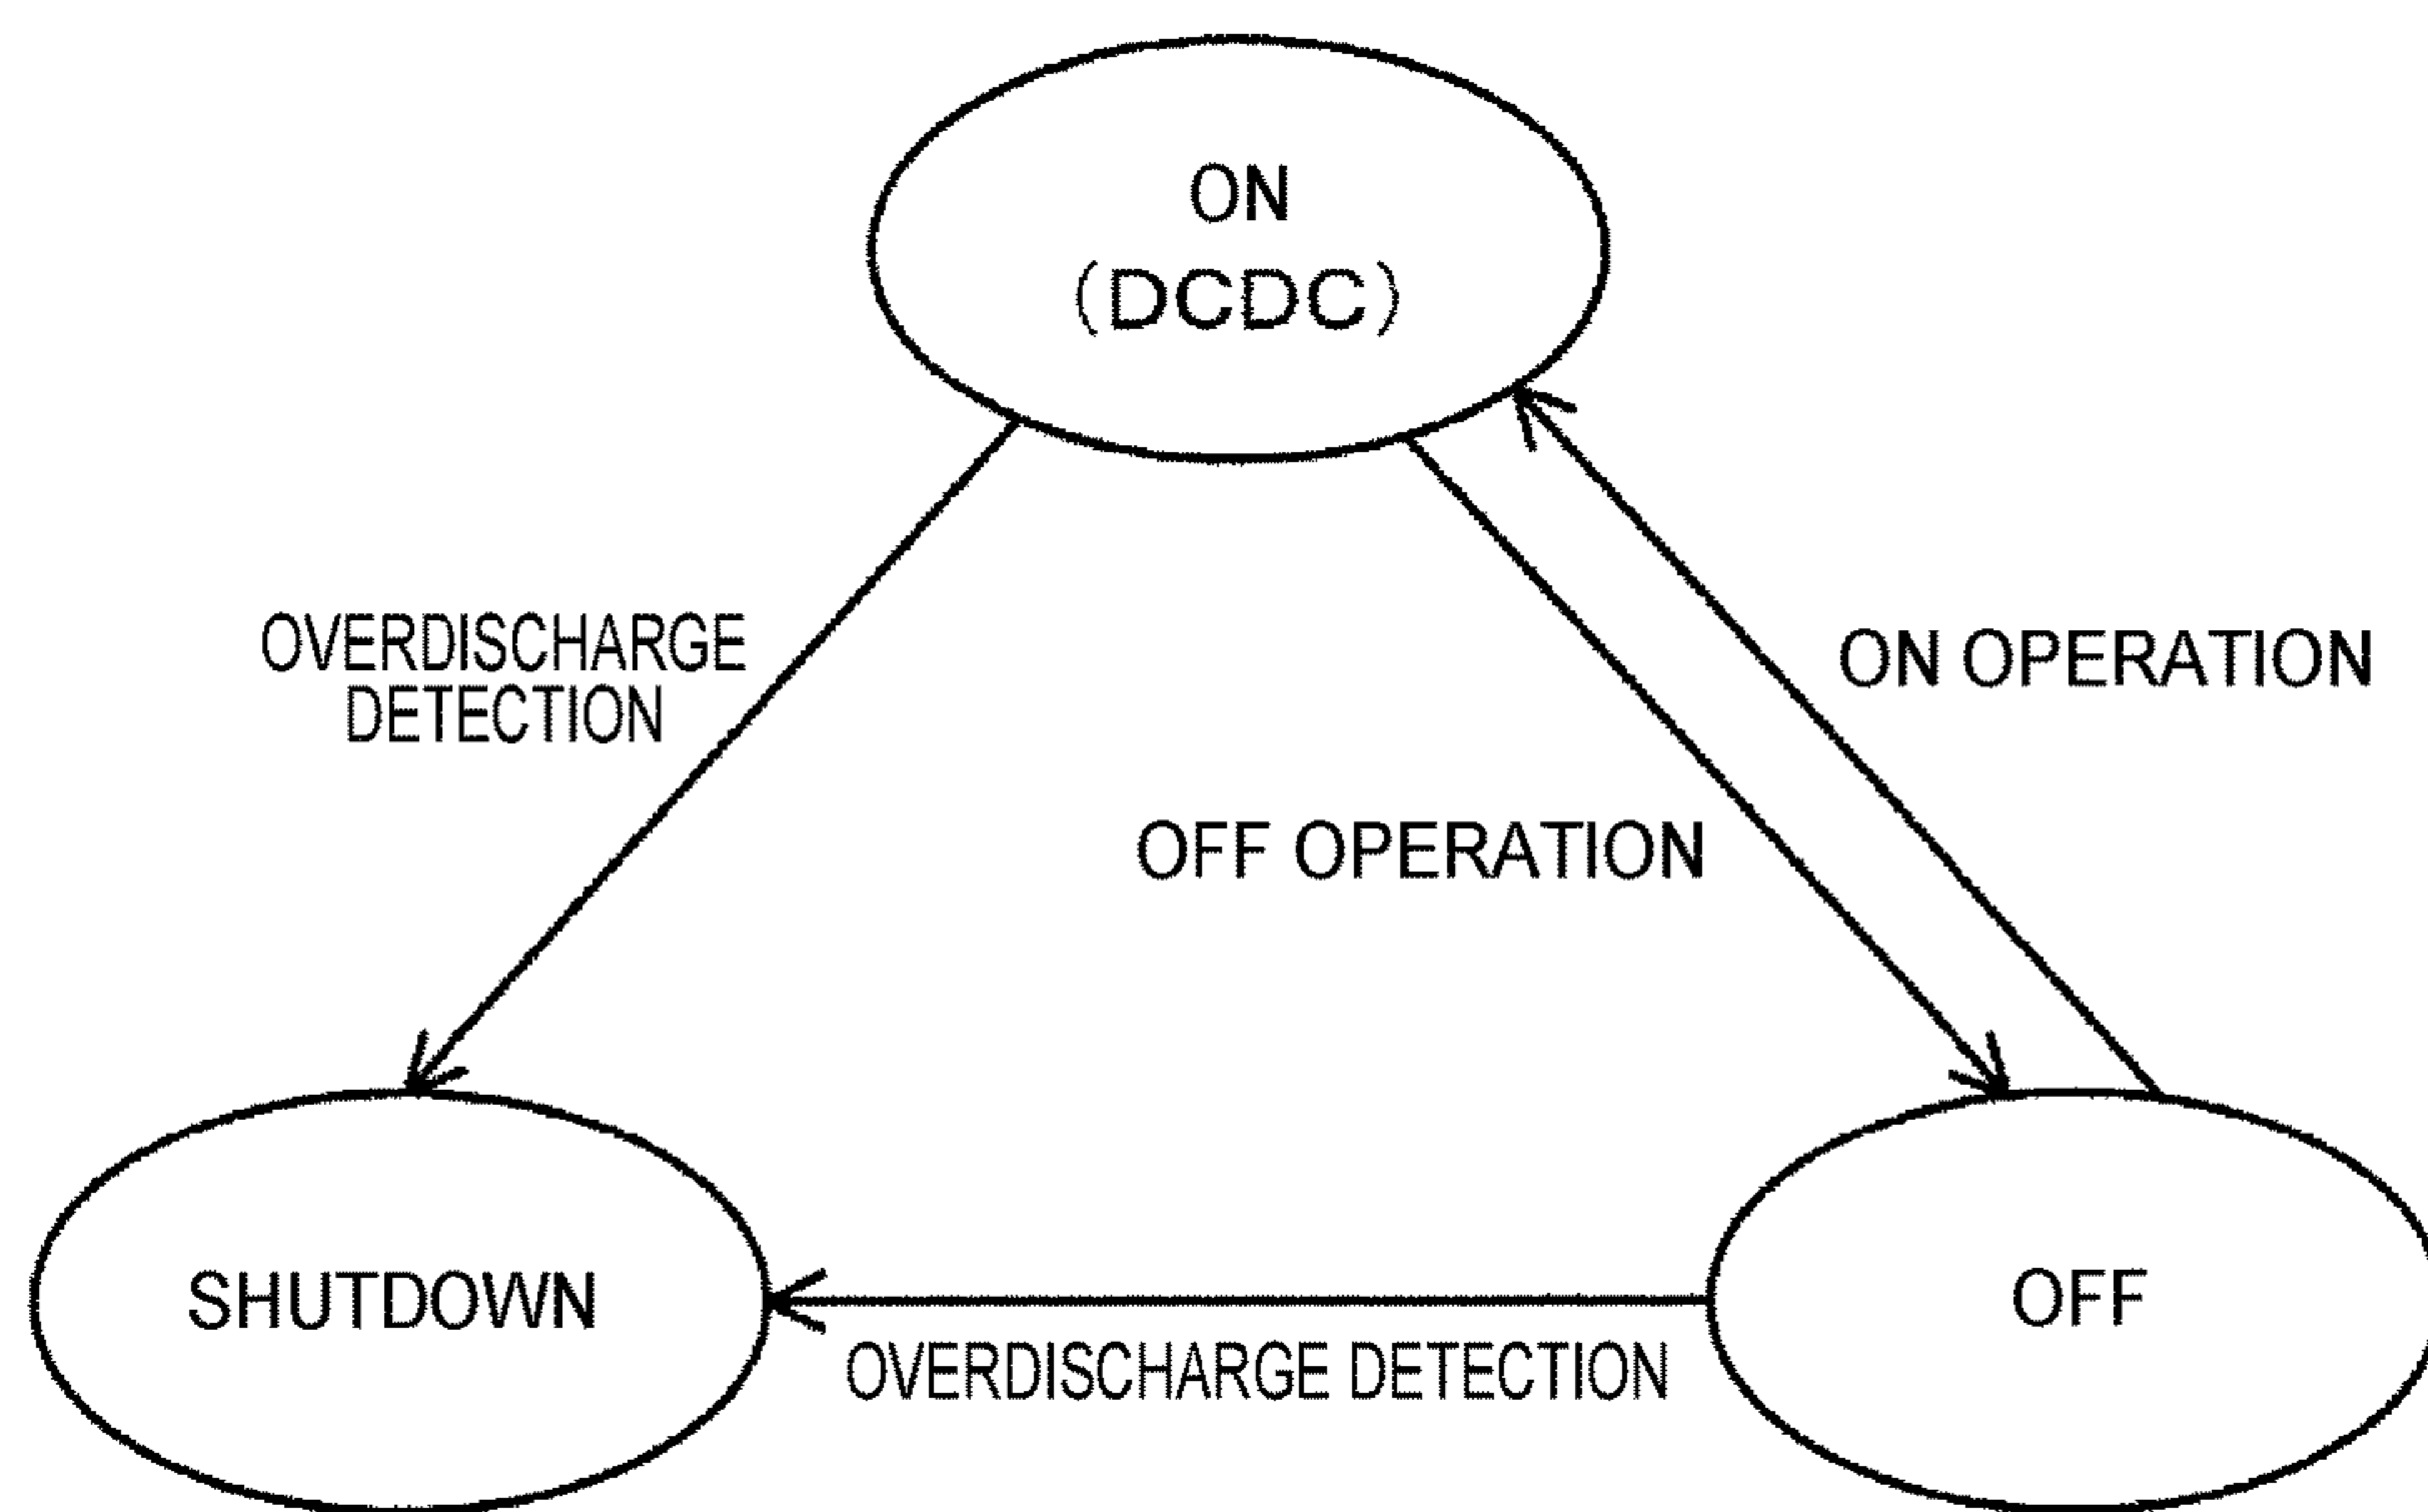 ON
(DCDC)
OVERDISCHARGE
DETECTION
ON OPERATION
OFF OPERATION
SHUTDOWN
OFF
OVERDISCHARGE DETECTION